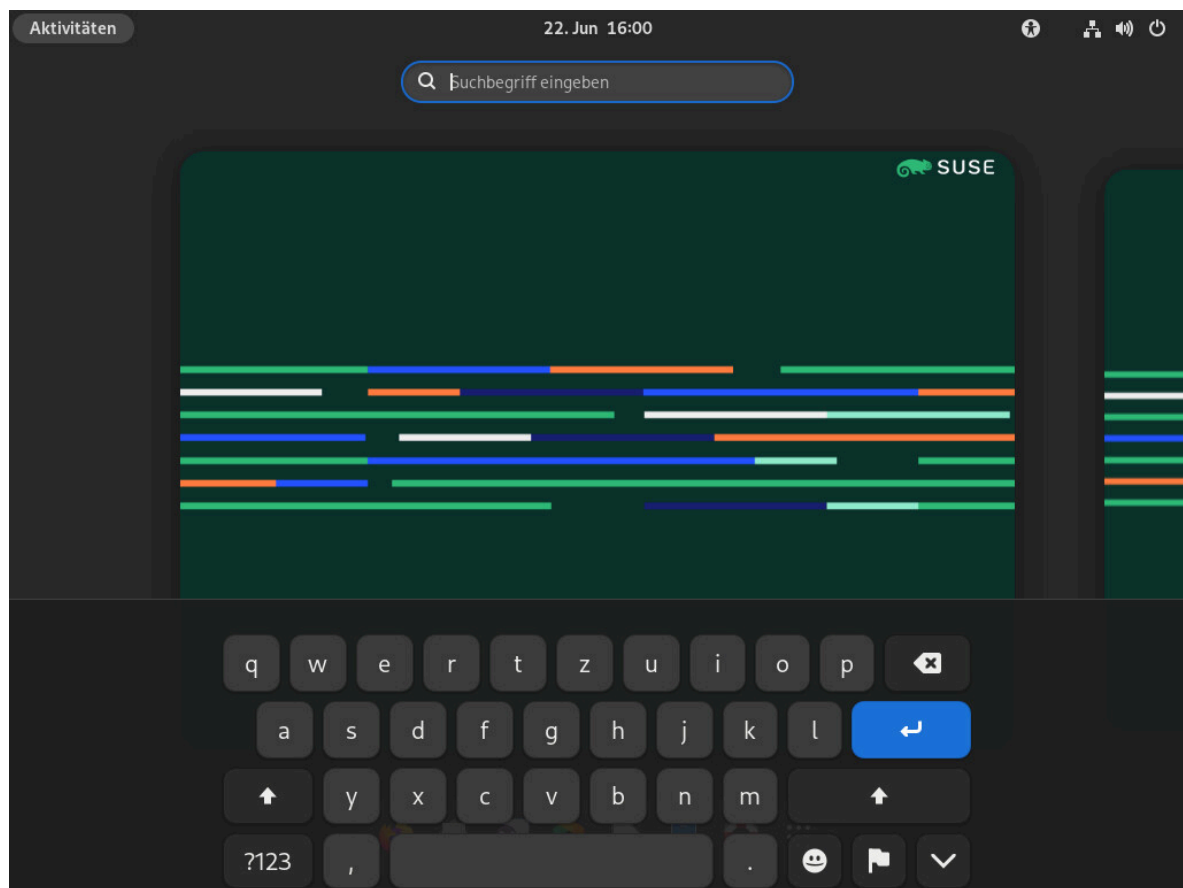 Aktivitäten 22. Jun 16:00
Suchbegriff eingeben
SUSE
q w e r t z u i o p
a s d f g h j k l
y x c v b n m
?123 , .